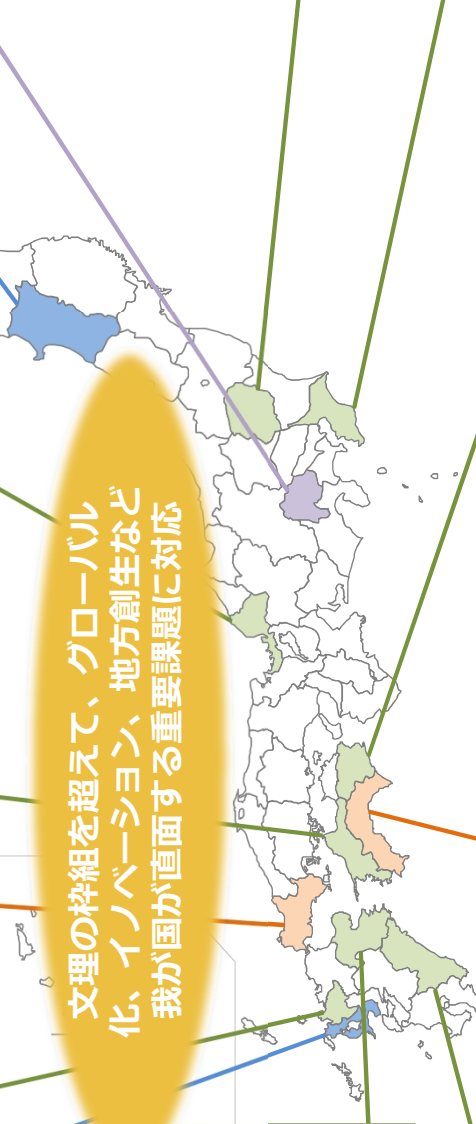 文理の枠組を超えて、グローバル
化、イノベーション、地方創生など
我が国が直面する重要課題に対応